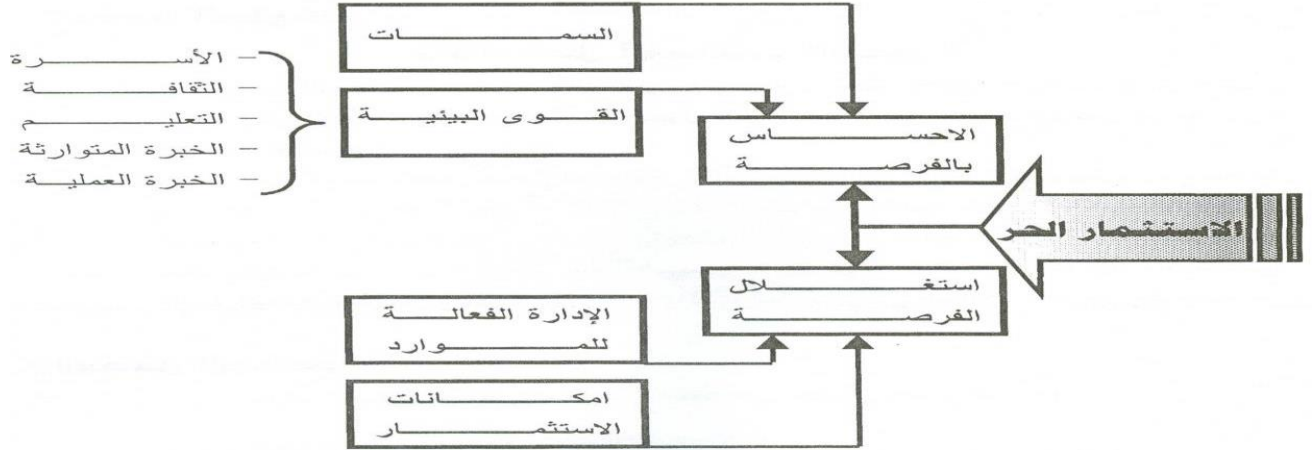 السمات
القوى البيئية
– الأسرة
– الثقافة
– التعليم
– الخبرة المتوارثة
– الخبرة العملية
الاحساس
بالفرصة
الاستثمار الحر
استغلال
الفرصة
الإدارة الفعالة
للموارد
امكانات
الاستثمار